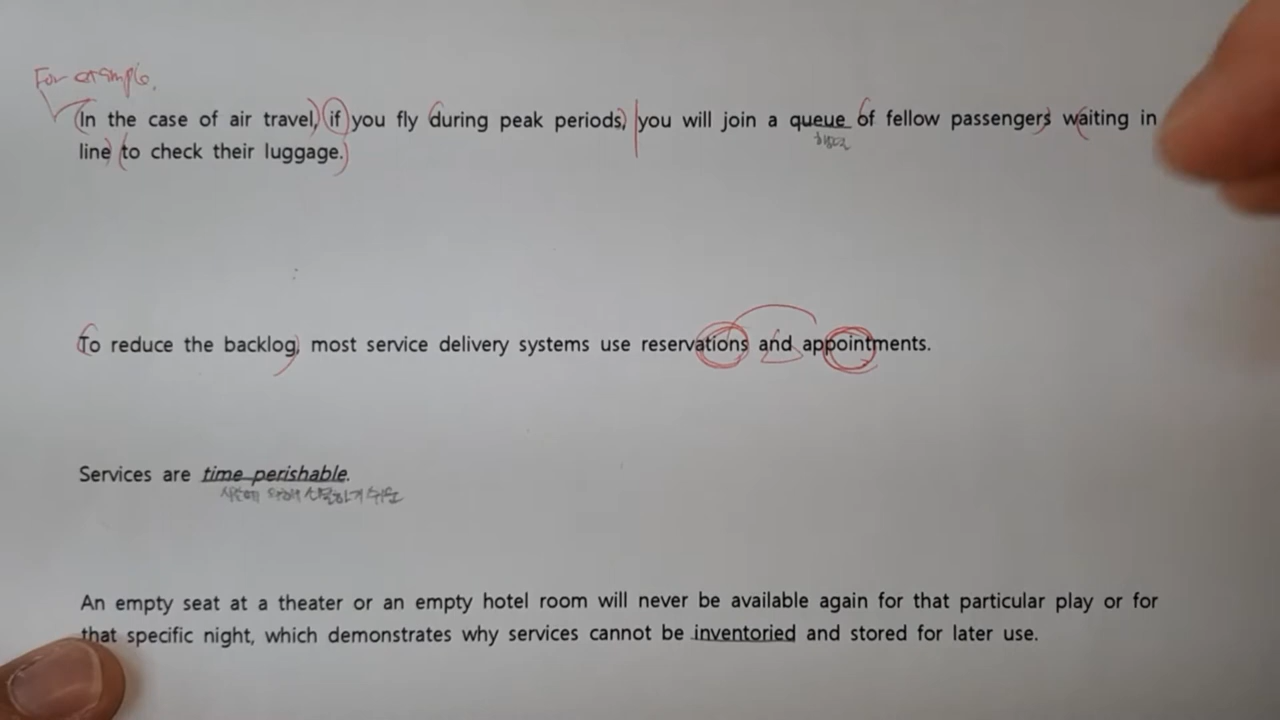 For example,
In the case of air travel, if you fly during peak periods, you will join a queue of fellow passengers waiting in
line to check their luggage.
To reduce the backlog, most service delivery systems use reservations and appointments.
Services are time perishable.
An empty seat at a theater or an empty hotel room will never be available again for that particular play or for
that specific night, which demonstrates why services cannot be inventoried and stored for later use.